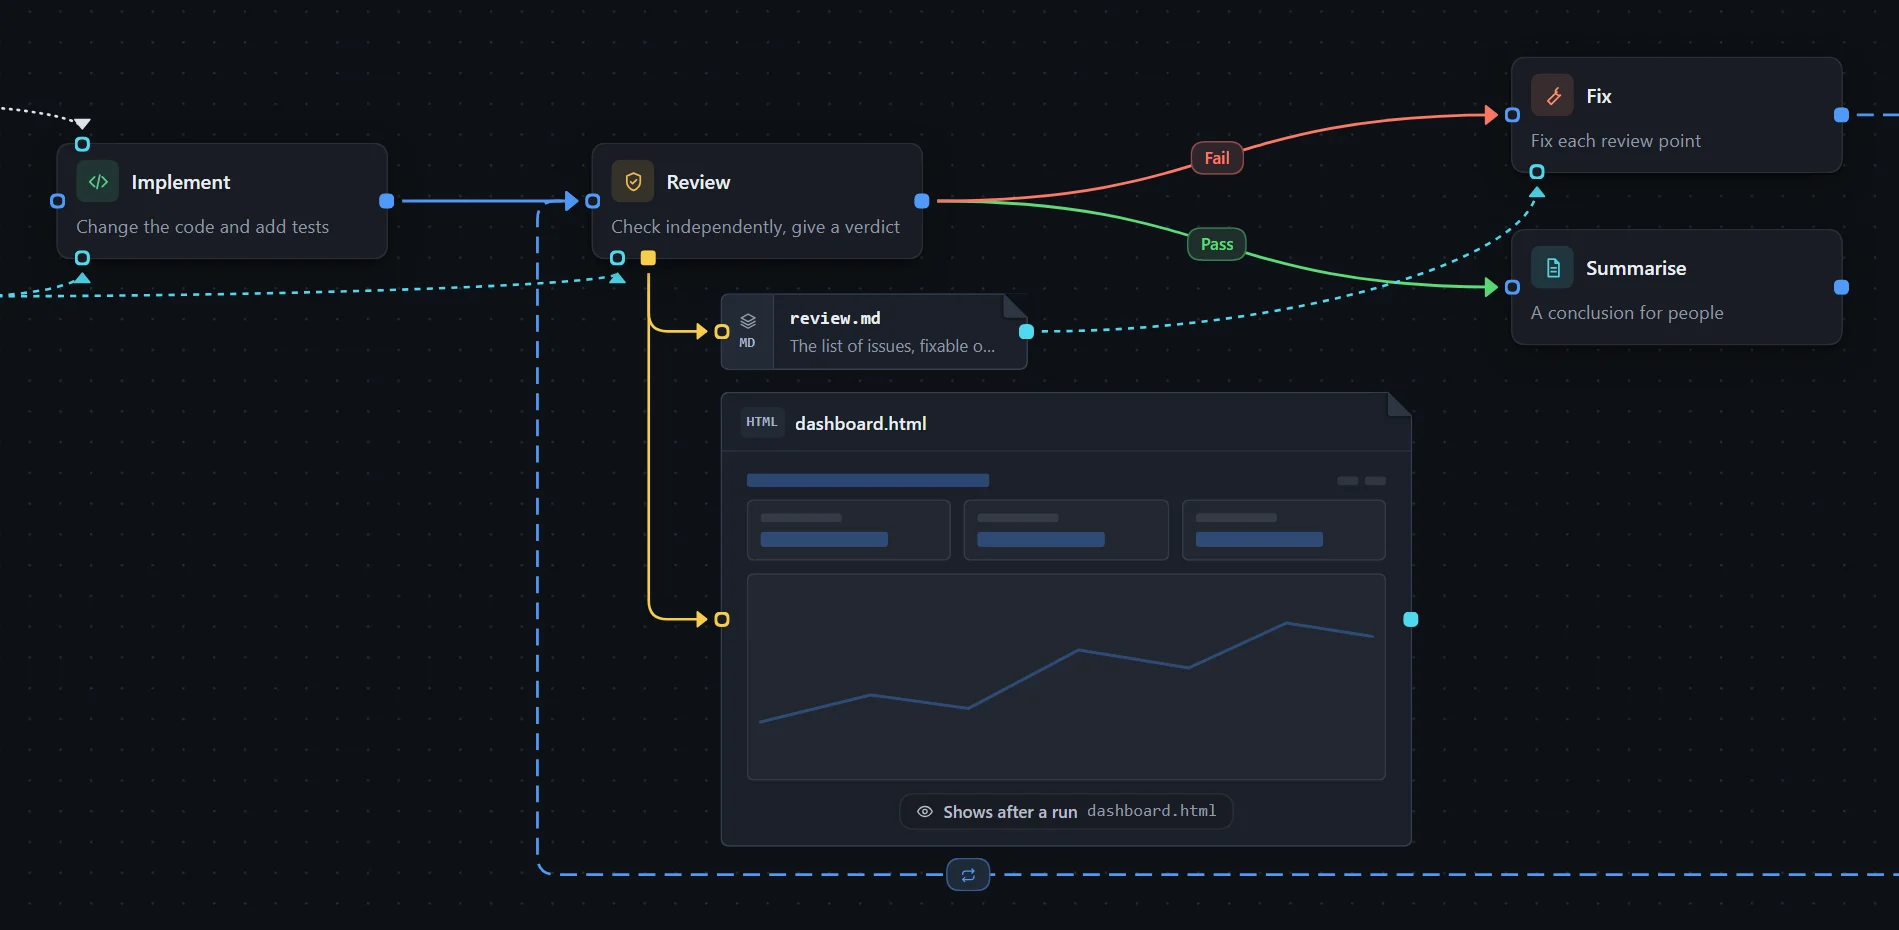 Implement
Change the code and add tests
Review
Check independently, give a verdict
Fail
Pass
Fix
Fix each review point
Summarise
A conclusion for people
MD
review.md
The list of issues, fixable o...
HTML
dashboard.html
Shows after a run dashboard.html